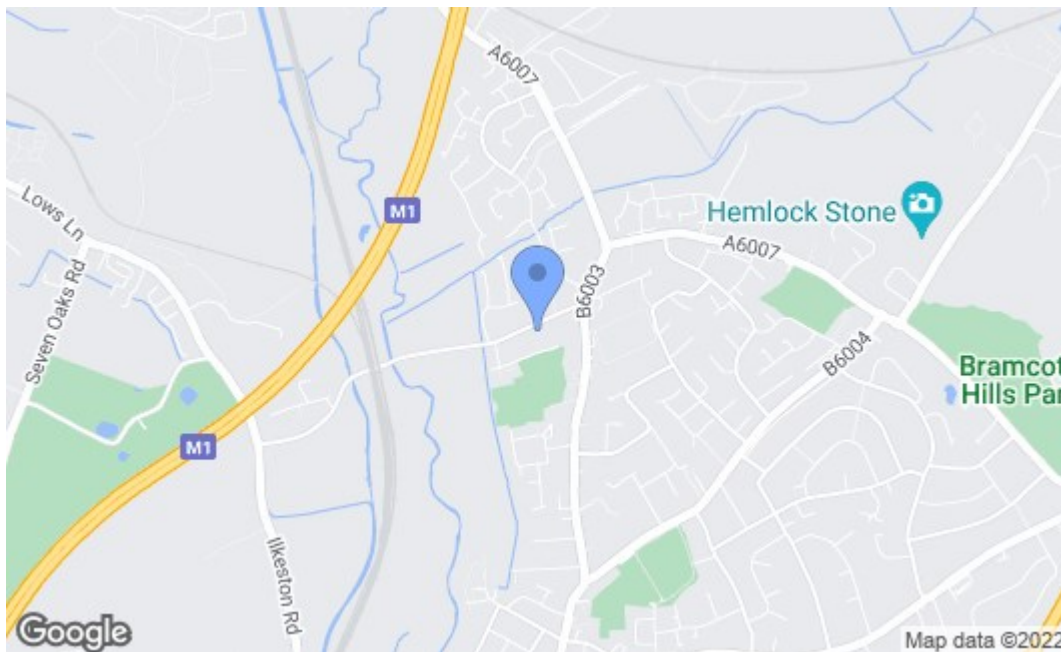 A6007
Lows Ln
M1
Hemlock Stone
A6007
Seven Oaks Rd
B6003
B6004
Bramcot
Hills Par
M1
Ilkeston Rd
Google
Map data ©2022